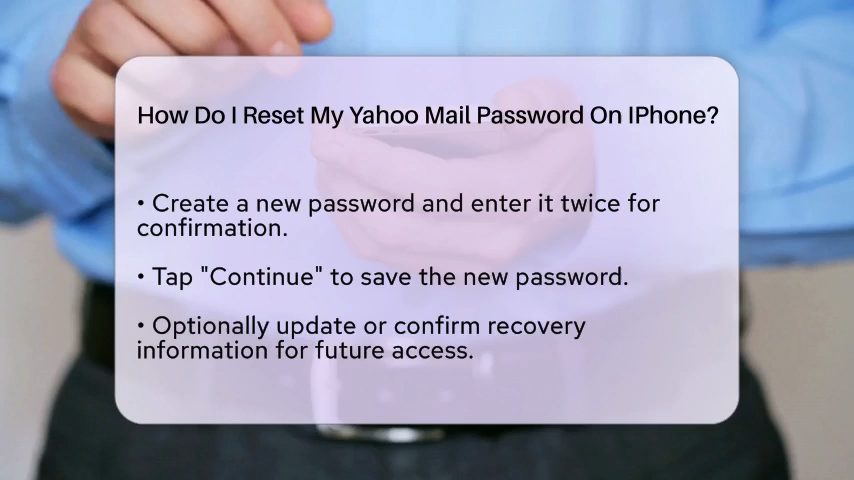 How Do I Reset My Yahoo Mail Password On IPhone?
• Create a new password and enter it twice for
confirmation.
• Tap "Continue" to save the new password.
• Optionally update or confirm recovery
information for future access.